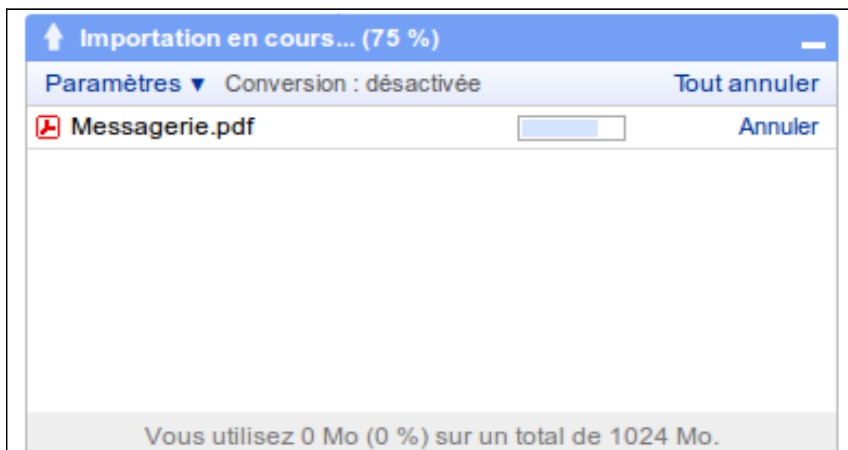 Importation en cours... (75 %)
Paramètres ▼ Conversion : désactivée Tout annuler
Messagerie.pdf Annuler
Vous utilisez 0 Mo (0 %) sur un total de 1024 Mo.